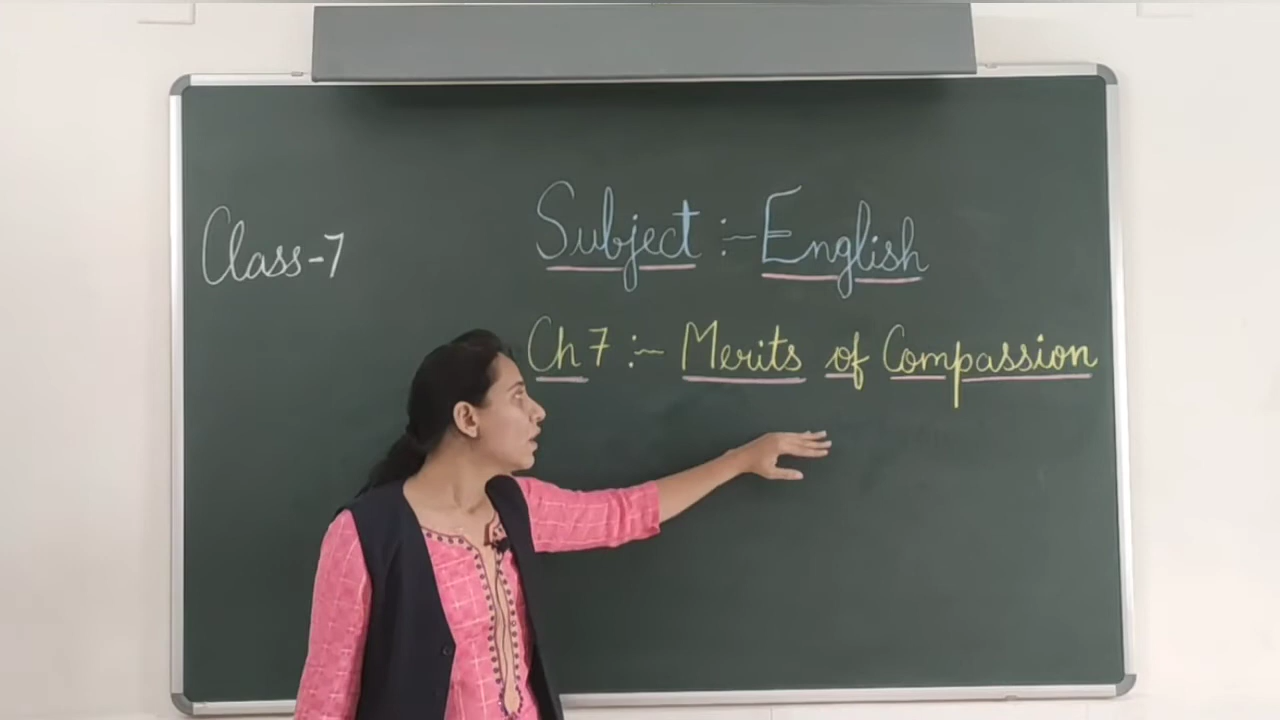 Class-7
Subject :- English
Ch 7 :- Merits of Compassion